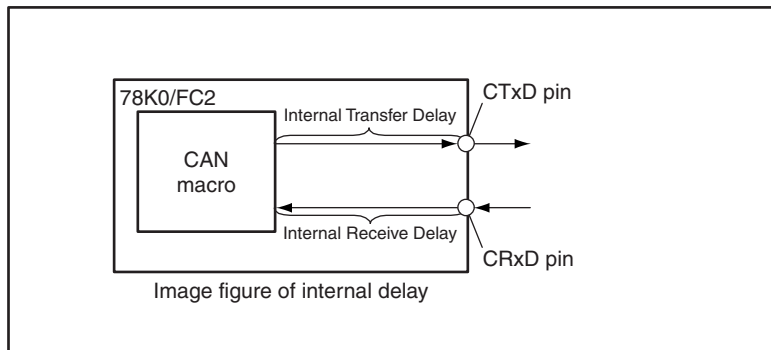 78K0/FC2
CTxD pin
Internal Transfer Delay
CAN
macro
Internal Receive Delay
CRxD pin
Image figure of internal delay